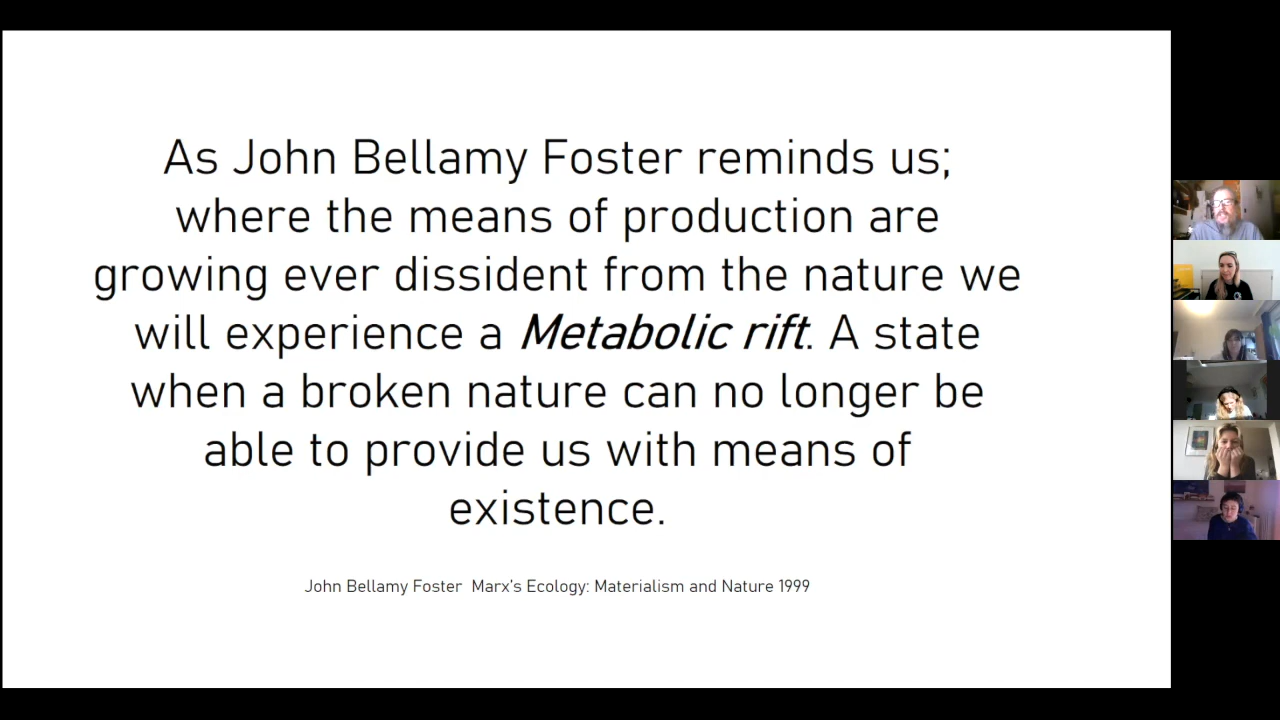 As John Bellamy Foster reminds us;
where the means of production are
growing ever dissident from the nature we
will experience a Metabolic rift. A state
when a broken nature can no longer be
able to provide us with means of
existence.
John Bellamy Foster Marx's Ecology: Materialism and Nature 1999